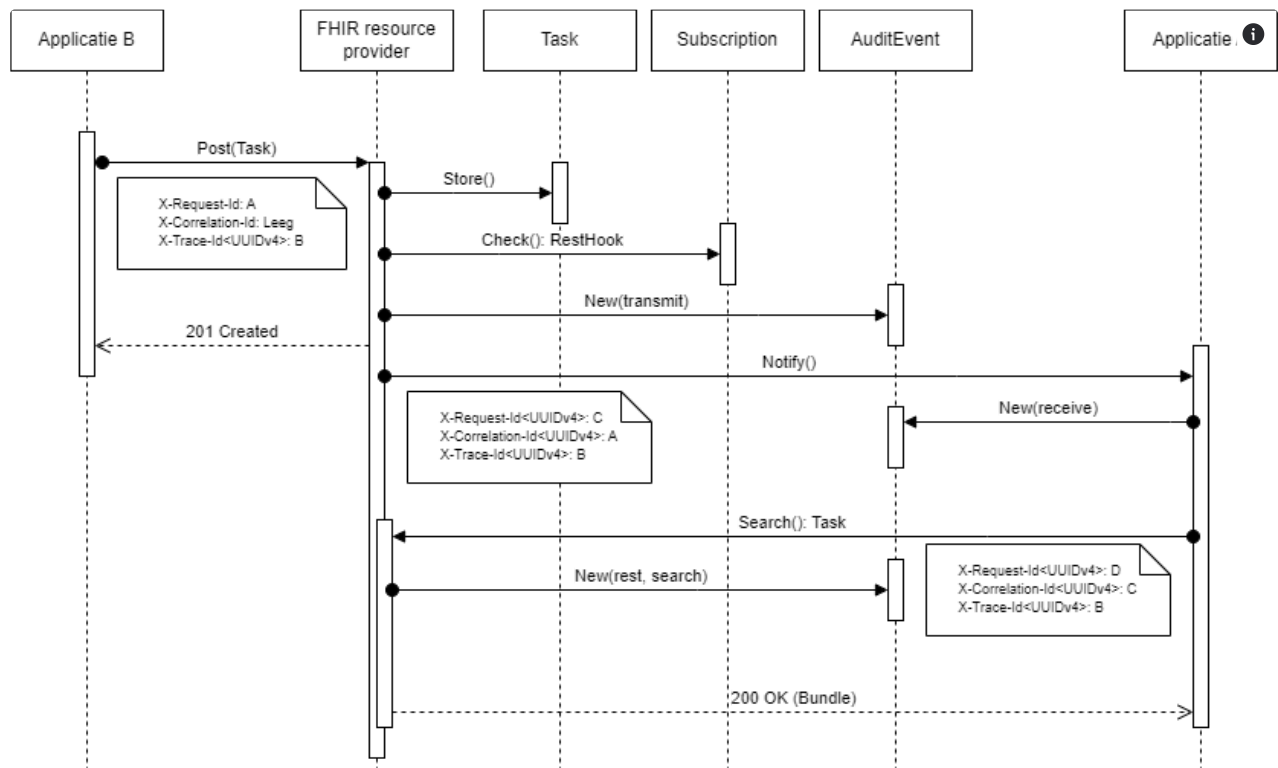 Applicatie B
FHIR resource
provider
Task
Subscription
AuditEvent
Applicatie
Post(Task)
X-Request-Id: A
X-Correlation-Id: Leeg
X-Trace-Id<UUIDv4>: B
Store()
Check(): RestHook
New(transmit)
201 Created
Notify()
X-Request-Id<UUIDv4>: C
X-Correlation-Id<UUIDv4>: A
X-Trace-Id<UUIDv4>: B
New(receive)
Search(): Task
New(rest, search)
X-Request-Id<UUIDv4>: D
X-Correlation-Id<UUIDv4>: C
X-Trace-Id<UUIDv4>: B
200 OK (Bundle)